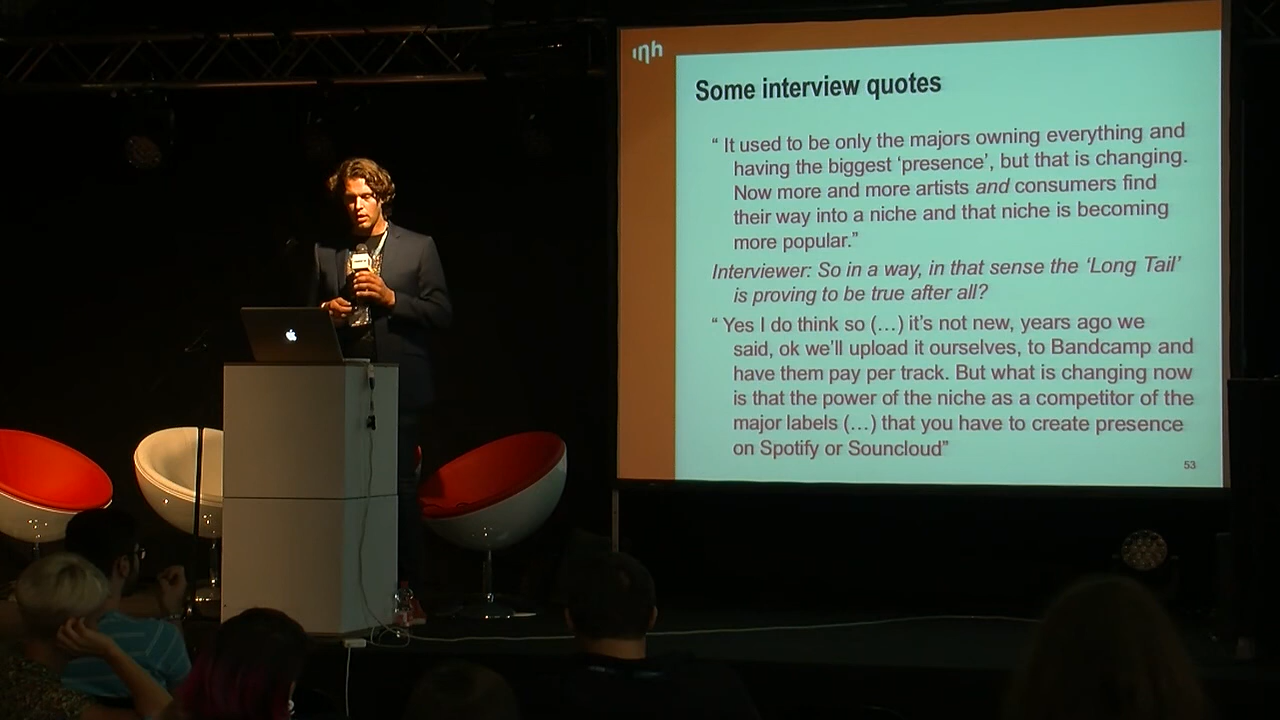 Some interview quotes
“ It used to be only the majors owning everything and
having the biggest ‘presence’, but that is changing.
Now more and more artists and consumers find
their way into a niche and that niche is becoming
more popular.”
Interviewer: So in a way, in that sense the ‘Long Tail’
is proving to be true after all?
“ Yes I do think so (…) it’s not new, years ago we
said, ok we’ll upload it ourselves, to Bandcamp and
have them pay per track. But what is changing now
is that the power of the niche as a competitor of the
major labels (…) that you have to create presence
on Spotify or Souncloud”
53